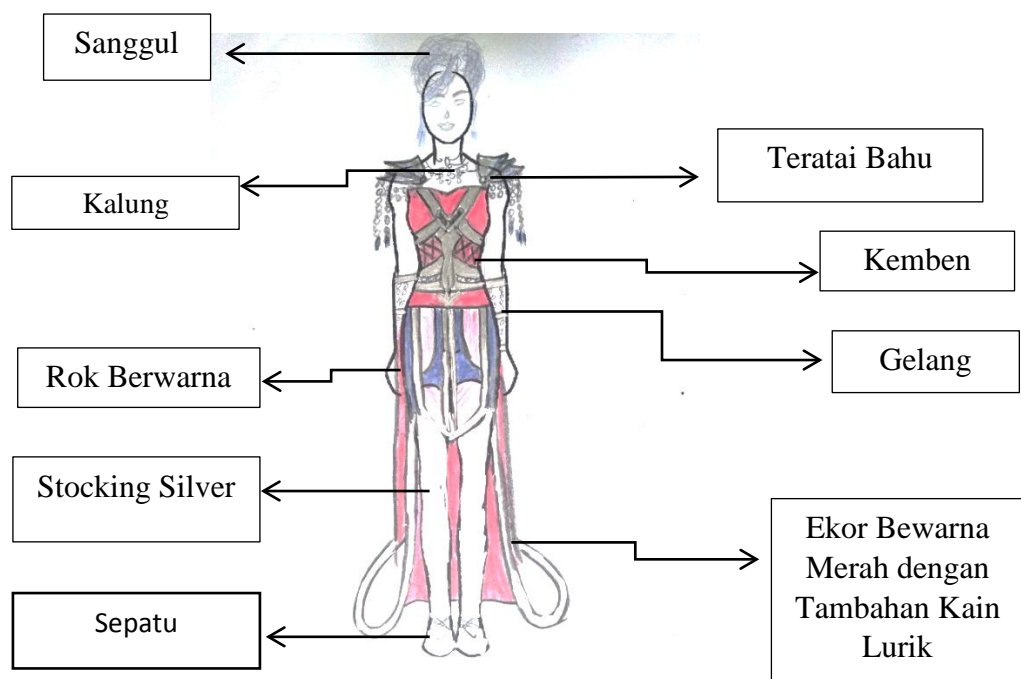 Sanggul
Teratai Bahu
Kalung
Kemben
Gelang
Rok Berwarna
Stocking Silver
Ekor Bewarna
Merah dengan
Tambahan Kain
Lurik
Sepatu